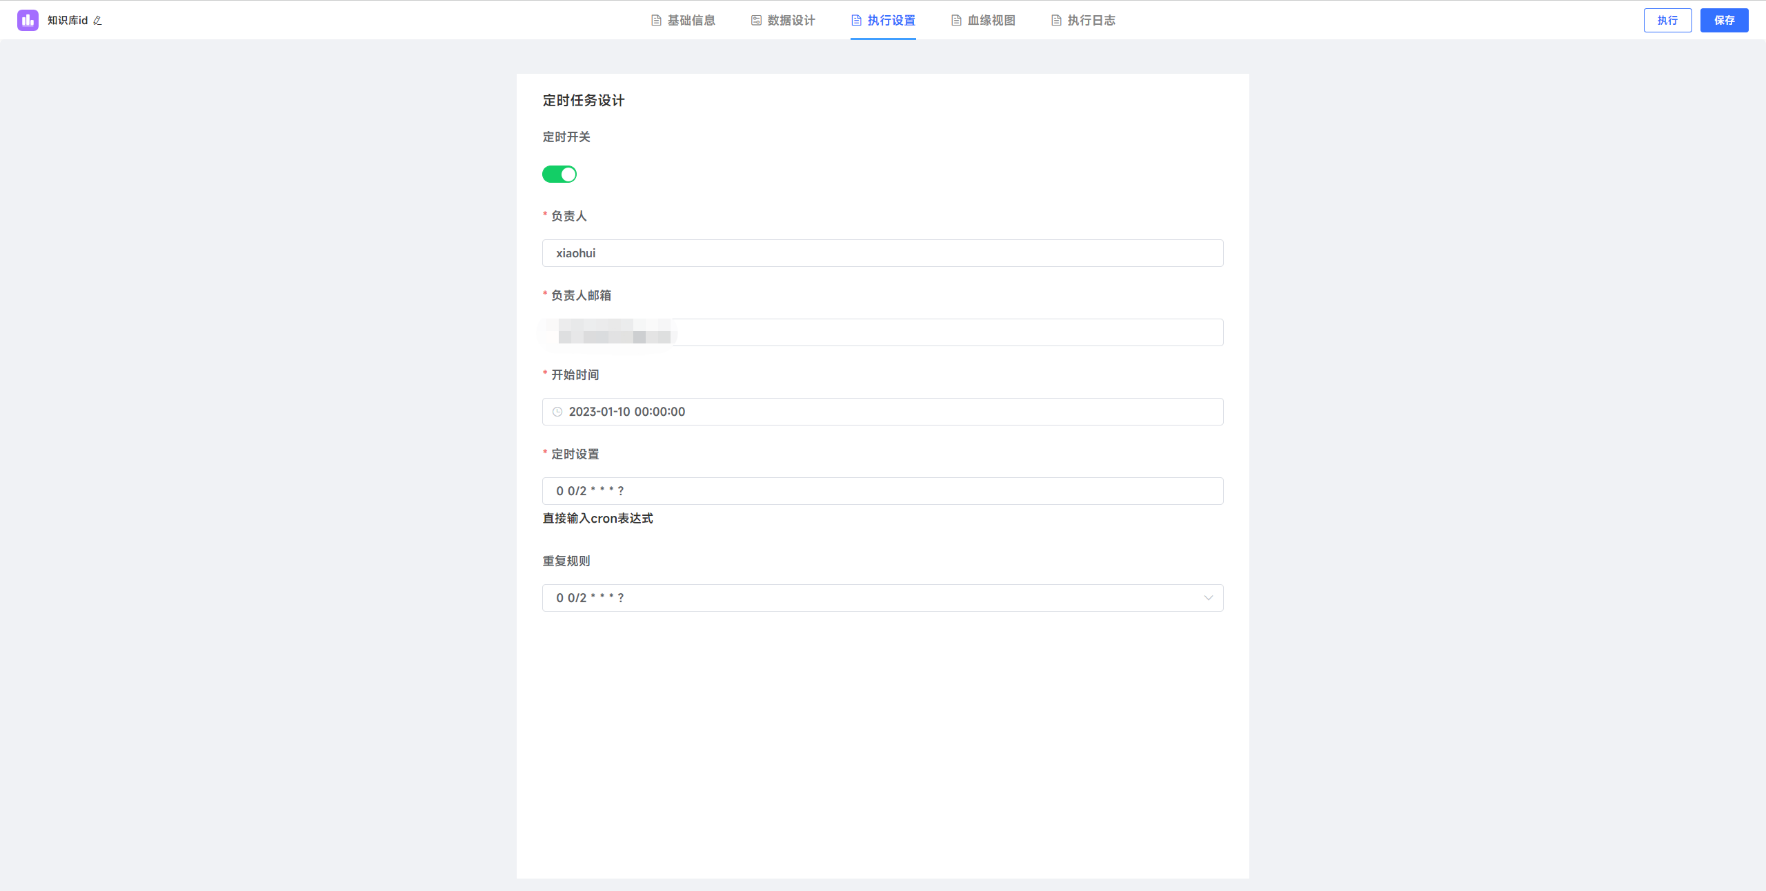 知识库id
基础信息
数据设计
执行设置
血缘视图
执行日志
执行
保存
定时任务设计
定时开关
* 负责人
xiaohui
* 负责人邮箱
* 开始时间
2023-01-10 00:00:00
* 定时设置
0 0/2 * * * ?
直接输入cron表达式
重复规则
0 0/2 * * * ?